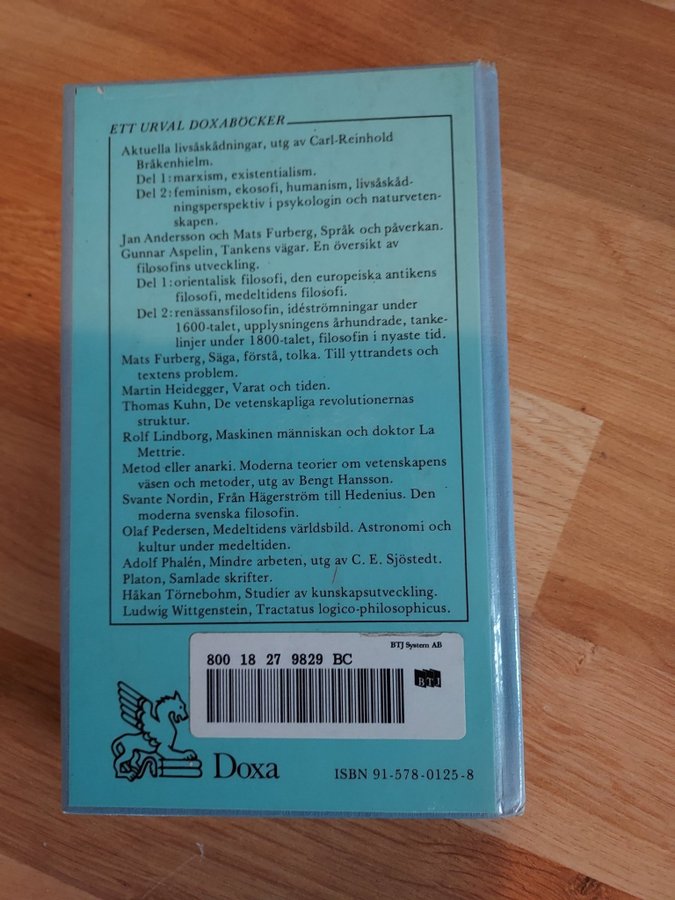 ETT URVAL DOXABÖCKER
Aktuella livsåskådningar, utg av Carl-Reinhold
Bråkenhielm.
Del 1: marxism, existentialism.
Del 2: feminism, ekosofi, humanism, livsåskåd-
ningsperspektiv i psykologin och naturveten-
skapen.
Jan Andersson och Mats Furberg, Språk och påverkan.
Gunnar Aspelin, Tankens vägar. En översikt av
filosofins utveckling.
Del 1: orientalisk filosofi, den europeiska antikens
filosofi, medeltidens filosofi.
Del 2: renässansfilosofin, idéströmningar under
1600-talet, upplysningens århundrade, tanke-
linjer under 1800-talet, filosofin i nyaste tid.
Mats Furberg, Säga, förstå, tolka. Till yttrandets och
textens problem.
Martin Heidegger, Varat och tiden.
Thomas Kuhn, De vetenskapliga revolutionernas
struktur.
Rolf Lindborg, Maskinen människan och doktor La
Mettrie.
Metod eller anarki. Moderna teorier om vetenskapens
väsen och metoder, utg av Bengt Hansson.
Svante Nordin, Från Hägerström till Hedenius. Den
moderna svenska filosofin.
Olaf Pedersen, Medeltidens världsbild. Astronomi och
kultur under medeltiden.
Adolf Phalén, Mindre arbeten, utg av C. E. Sjöstedt.
Platon, Samlade skrifter.
Håkan Törnebohm, Studier av kunskapsutveckling.
Ludwig Wittgenstein, Tractatus logico-philosophicus.
BTJ System AB
800 18 27 9829 BC
BTJ
Doxa
ISBN 91-578-0125-8